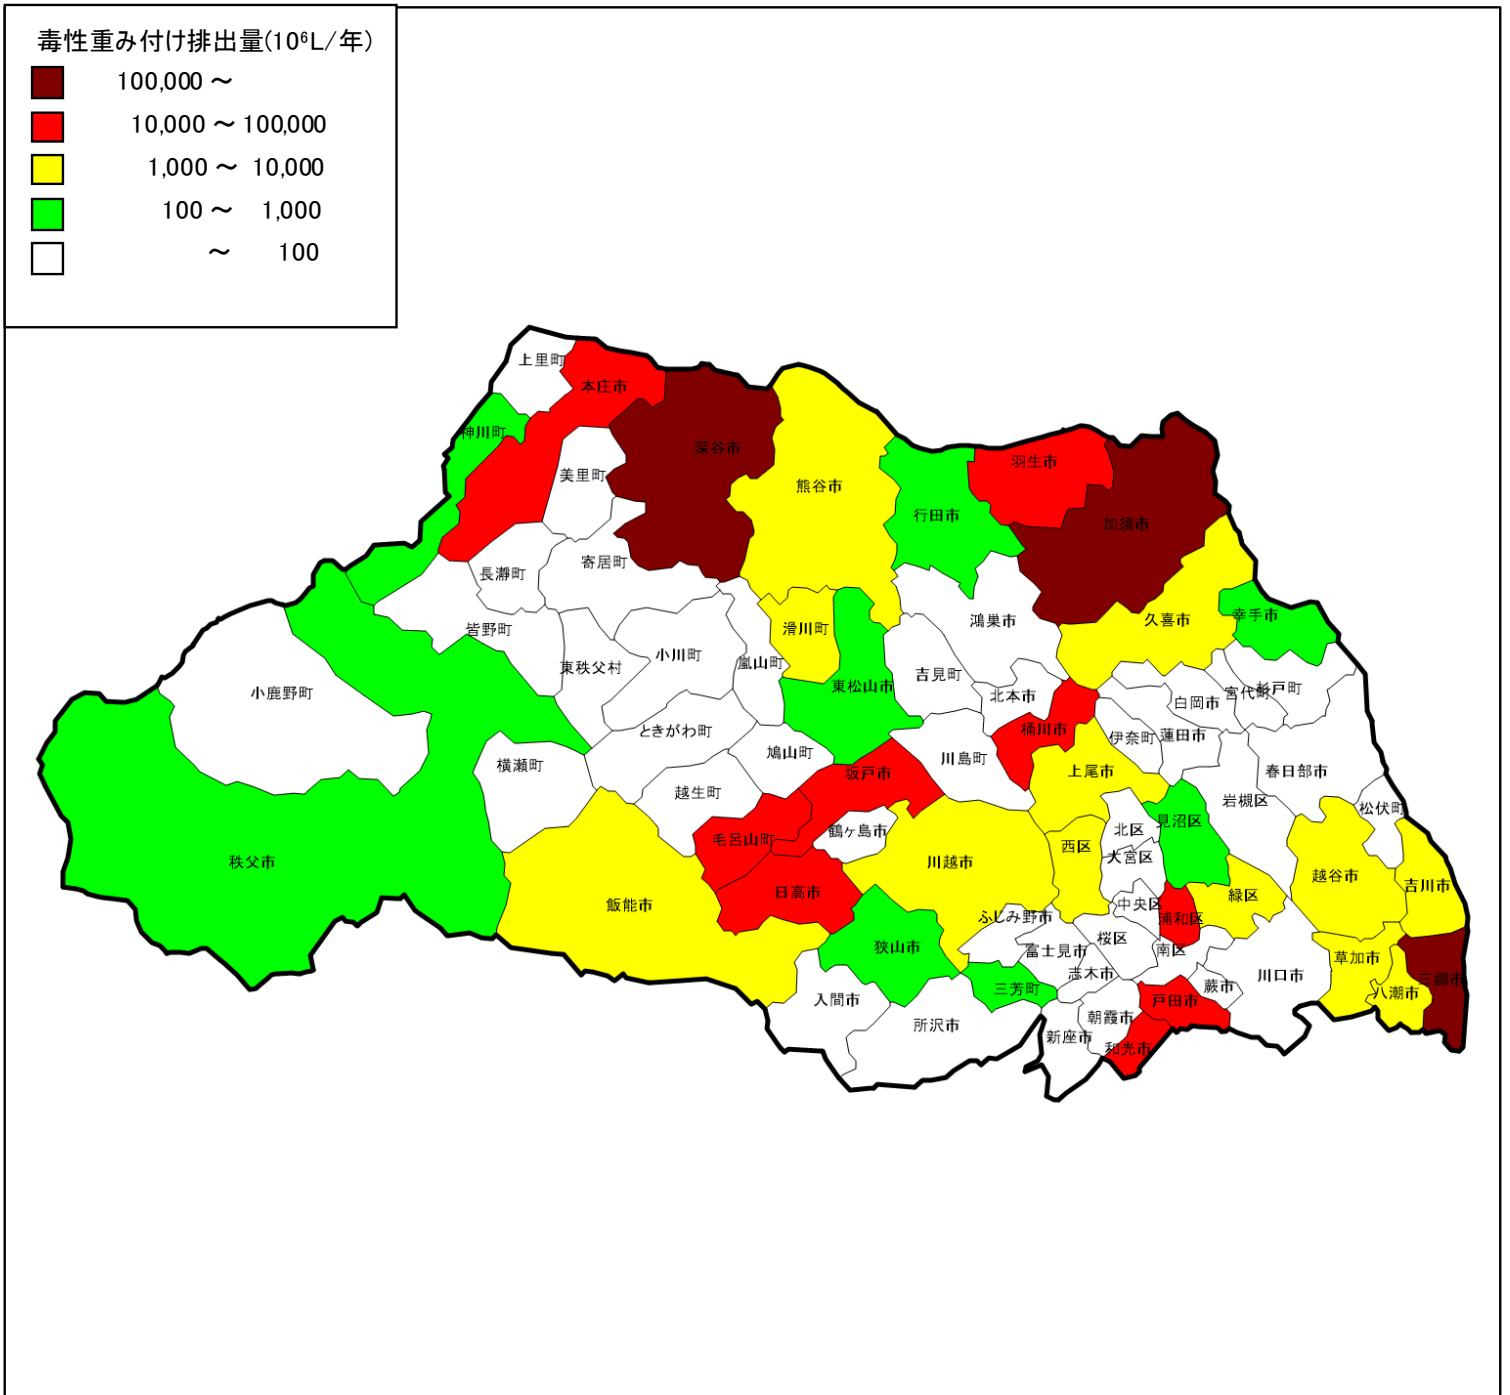 毒性重み付け排出量(10⁶L/年)
100,000 ～
10,000 ～ 100,000
1,000 ～ 10,000
100 ～ 1,000
～ 100
上里町
本庄市
神川町
深谷市
美里町
熊谷市
羽生市
行田市
加須市
寄居町
長瀞町
皆野町
東秩父村
小川町
嵐山町
滑川町
鴻巣市
久喜市
幸手市
小鹿野町
吉見町
東松山市
北本市
白岡市
宮代町
杉戸町
ときがわ町
桶川市
伊奈町
蓮田市
横瀬町
鳩山町
川島町
坂戸市
上尾市
春日部市
越生町
岩槻区
松伏町
毛呂山町
鶴ヶ島市
北区
見沼区
西区
大宮区
秩父市
川越市
越谷市
吉川市
日高市
飯能市
緑区
中央区
浦和区
ふじみ野市
狭山市
富士見市
桜区
南区
草加市
志木市
川口市
三郷市
三芳町
蕨市
八潮市
入間市
戸田市
朝霞市
所沢市
新座市
和光市